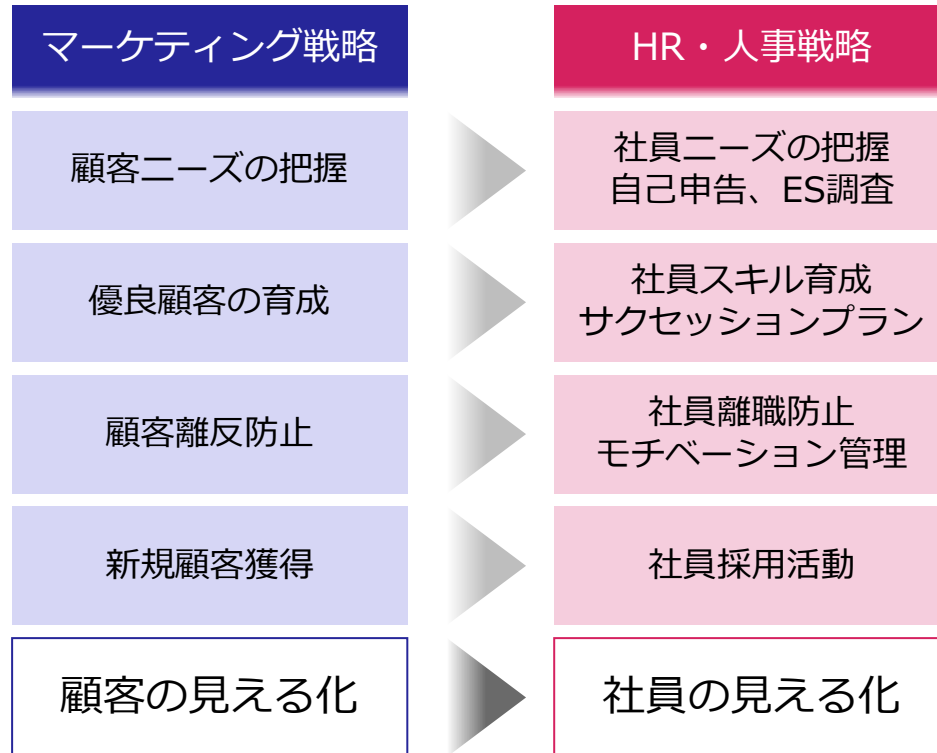 マーケティング戦略
HR・人事戦略
顧客ニーズの把握
社員ニーズの把握
自己申告、ES調査
優良顧客の育成
社員スキル育成
サクセッションプラン
顧客離反防止
社員離職防止
モチベーション管理
新規顧客獲得
社員採用活動
顧客の見える化
社員の見える化